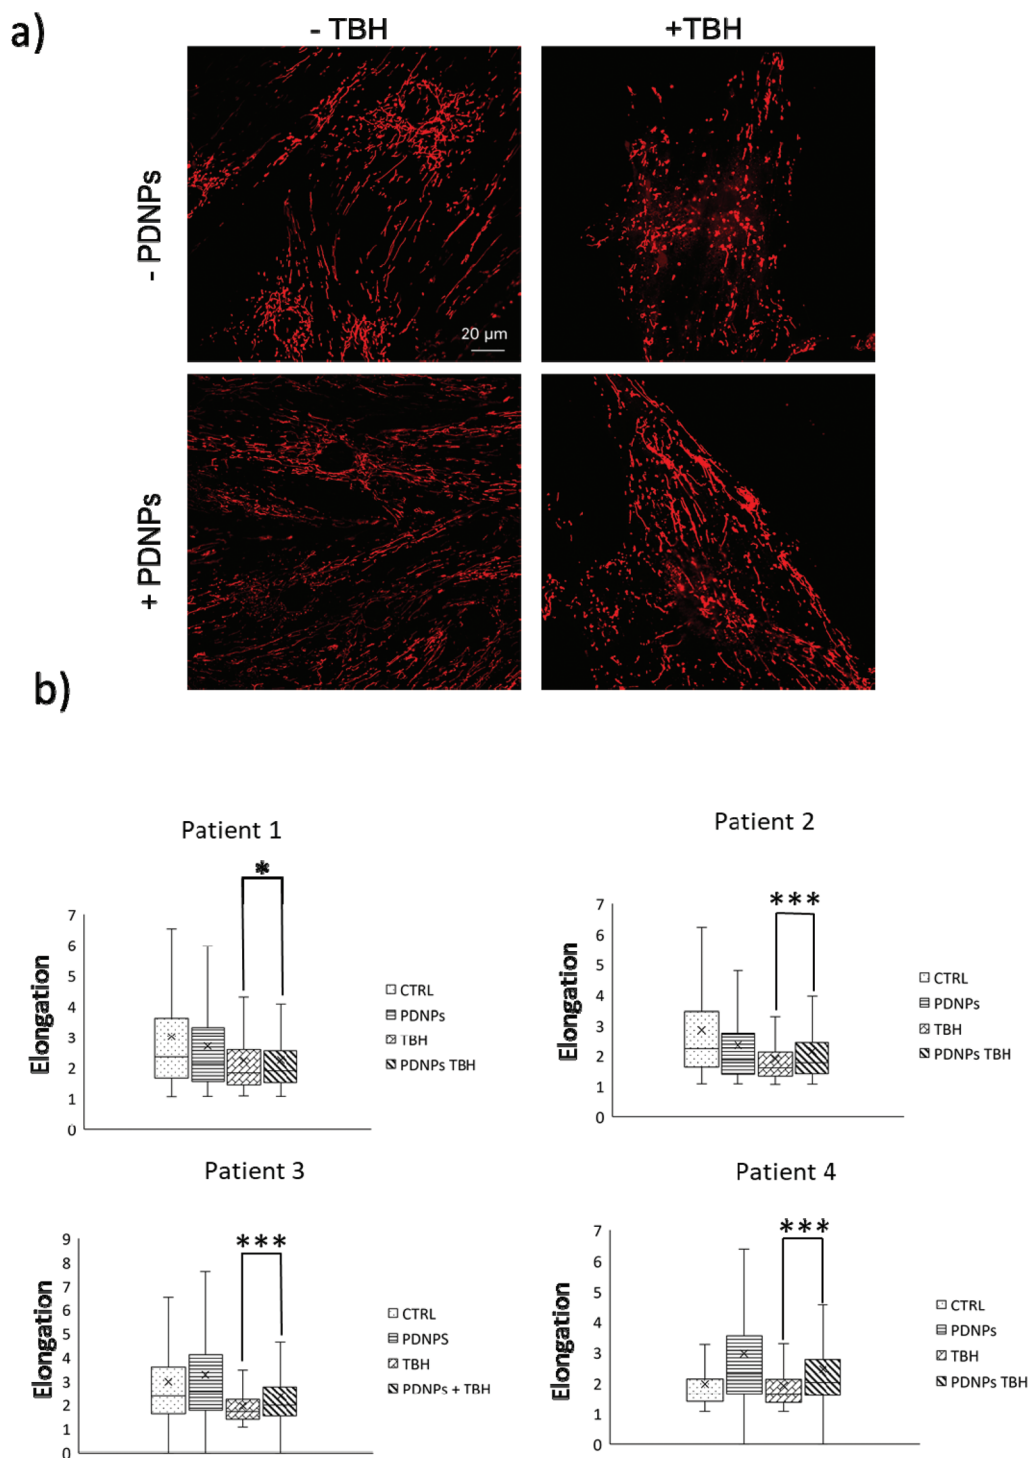 a)
- TBH
+TBH
- PDNPs
20 µm
+ PDNPs
b)
Patient 1
*
Elongation
7
6
5
4
3
2
1
0
CTRL
PDNPs
TBH
PDNPs TBH
Patient 2
***
Elongation
7
6
5
4
3
2
1
0
CTRL
PDNPs
TBH
PDNPs TBH
Patient 3
***
Elongation
9
8
7
6
5
4
3
2
1
0
CTRL
PDNPS
TBH
PDNPs + TBH
Patient 4
***
Elongation
7
6
5
4
3
2
1
0
CTRL
PDNPs
TBH
PDNPs TBH